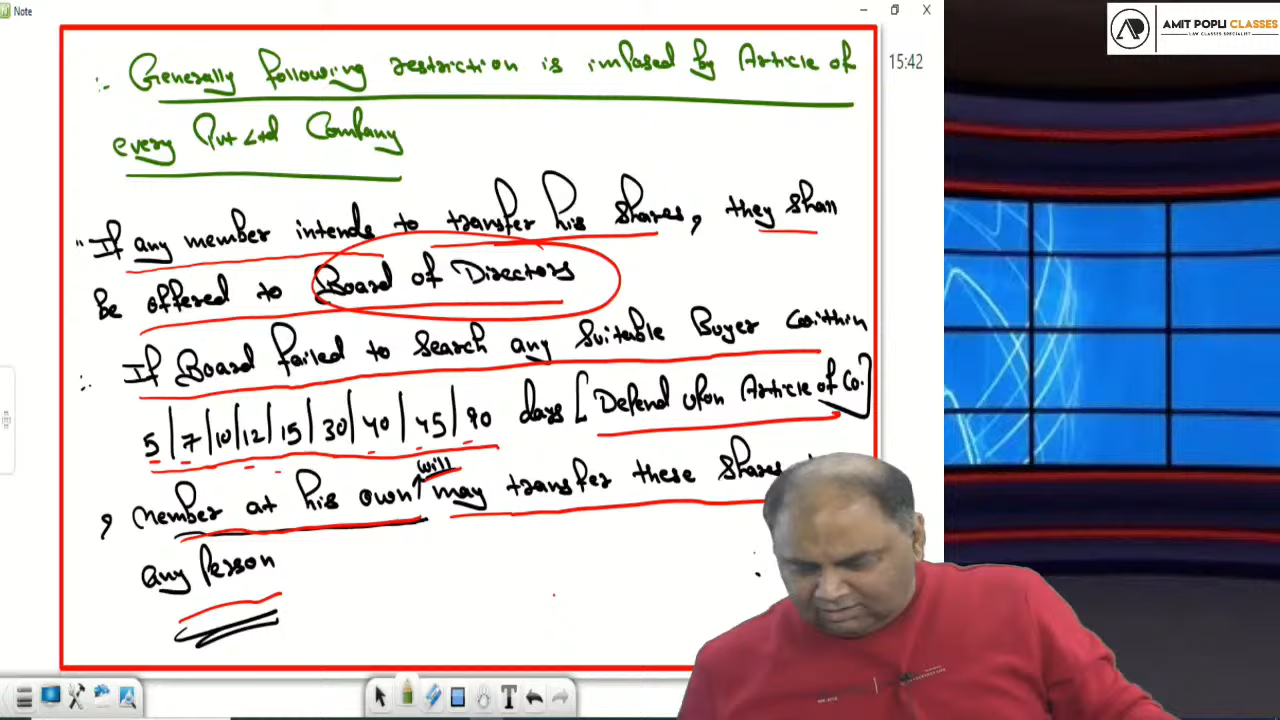 Note
AMIT POPLI CLASSES
LAW CLASSES SPECIALIST
15:42
∴ Generally following restriction is imposed by Article of
every Pvt Ltd Company
"If any member intends to transfer his shares, they shall
be offered to Board of Directors
∴ If Board failed to search any suitable Buyer within
5 | 7 | 10 | 12 | 15 | 30 | 40 | 45 | 90 days [Depend upon Article of Co.]
, member at his own will may transfer these shares
any Person